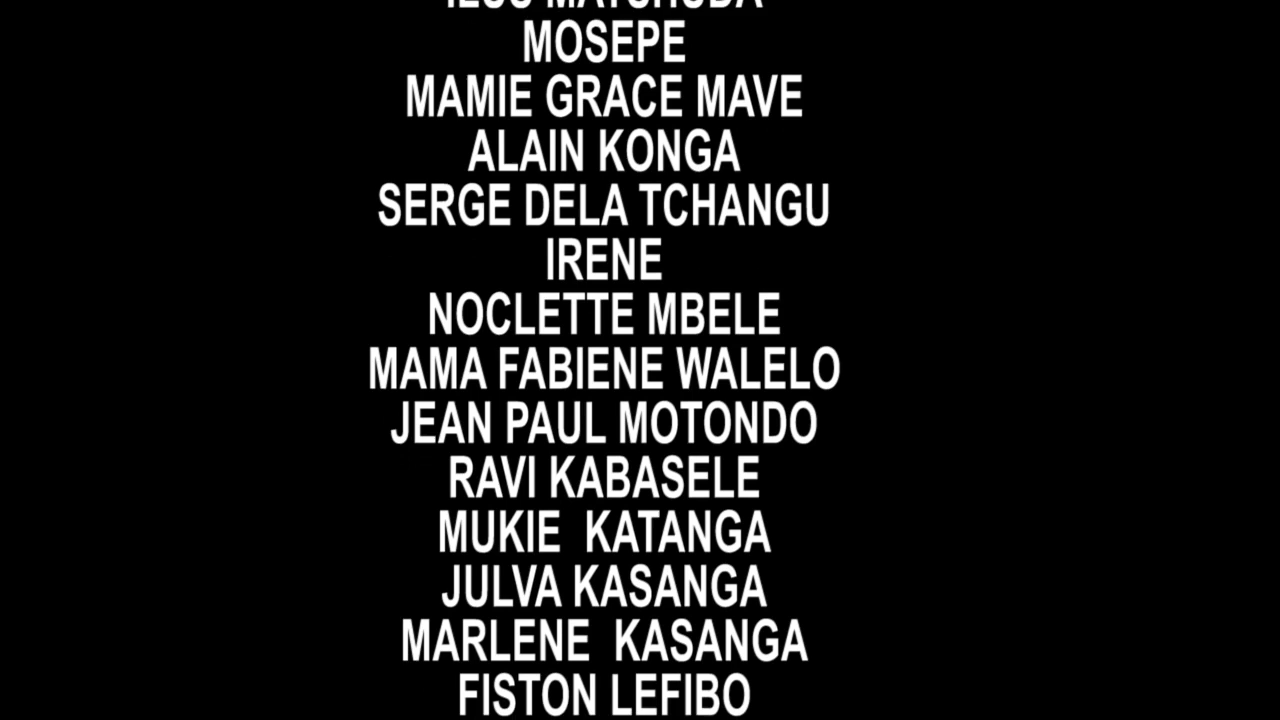 MOSEPE
MAMIE GRACE MAVE
ALAIN KONGA
SERGE DELA TCHANGU
IRENE
NOCLETTE MBELE
MAMA FABIENE WALELO
JEAN PAUL MOTONDO
RAVI KABASELE
MUKIE  KATANGA
JULVA KASANGA
MARLENE  KASANGA
FISTON LEFIBO